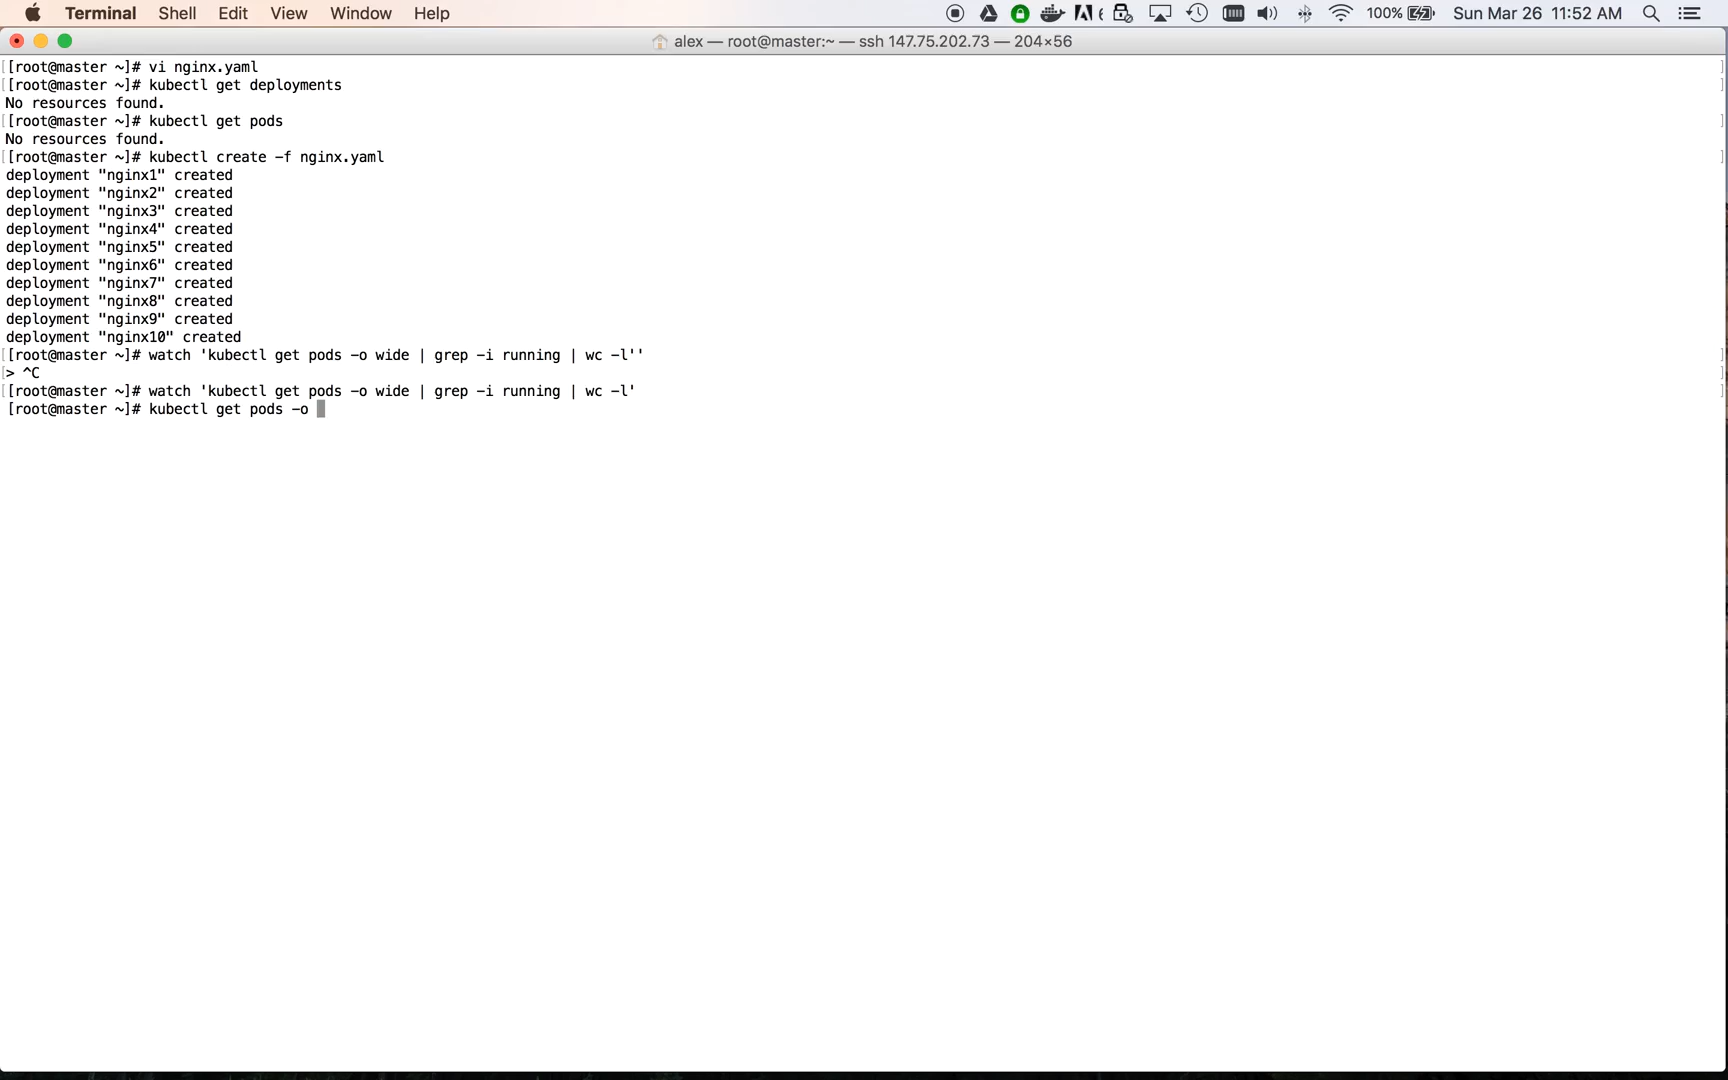 Terminal Shell Edit View Window Help 100% Sun Mar 26 11:52 AM
alex — root@master:~ — ssh 147.75.202.73 — 204×56
[[root@master ~]# vi nginx.yaml ]
[[root@master ~]# kubectl get deployments ]
No resources found.
[[root@master ~]# kubectl get pods ]
No resources found.
[[root@master ~]# kubectl create -f nginx.yaml ]
deployment "nginx1" created
deployment "nginx2" created
deployment "nginx3" created
deployment "nginx4" created
deployment "nginx5" created
deployment "nginx6" created
deployment "nginx7" created
deployment "nginx8" created
deployment "nginx9" created
deployment "nginx10" created
[[root@master ~]# watch 'kubectl get pods -o wide | grep -i running | wc -l'' ]
[> ^C ]
[[root@master ~]# watch 'kubectl get pods -o wide | grep -i running | wc -l' ]
[root@master ~]# kubectl get pods -o